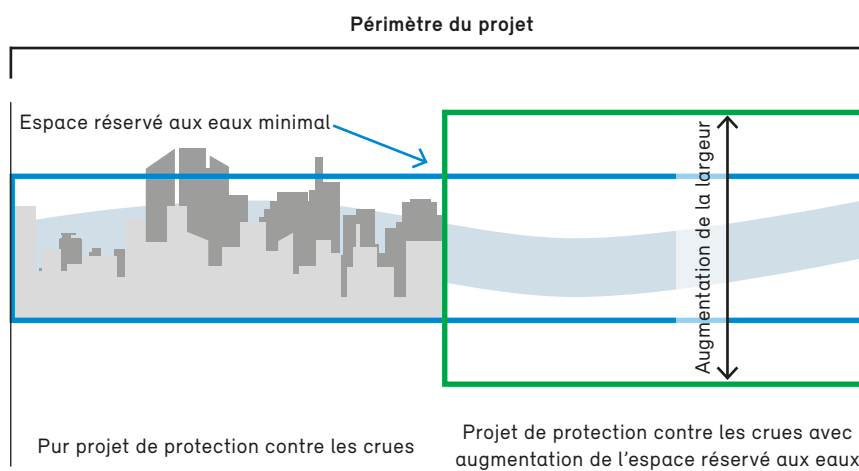 Périmètre du projet
Espace réservé aux eaux minimal
Augmentation de la largeur
Pur projet de protection contre les crues
Projet de protection contre les crues avec
augmentation de l'espace réservé aux eaux